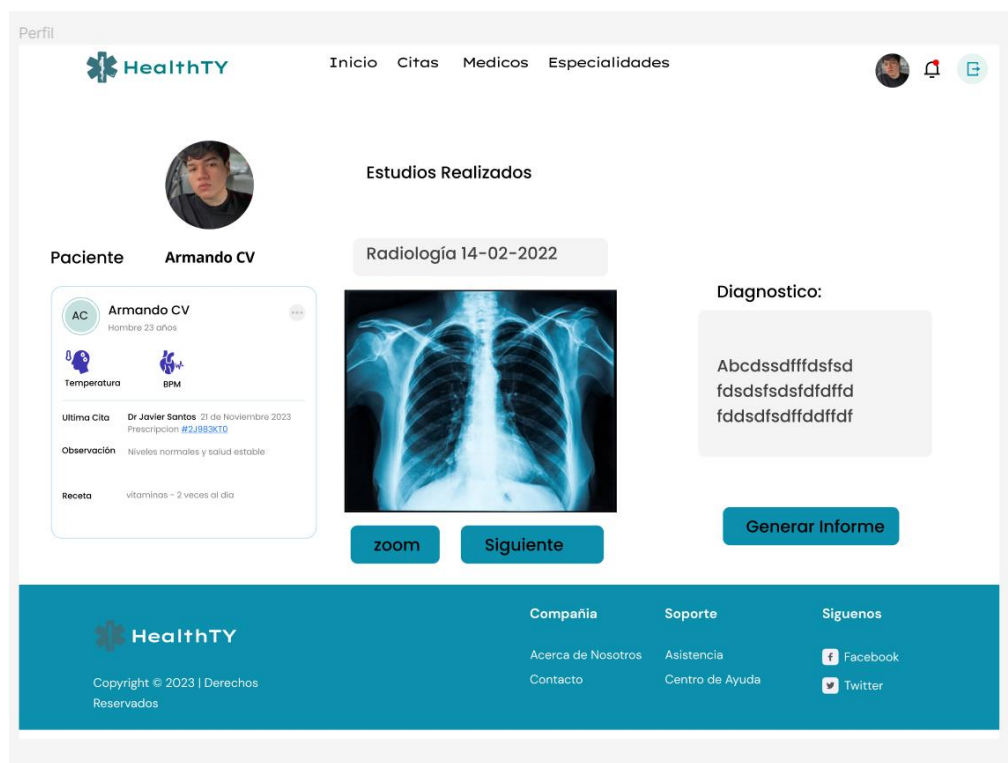 Perfil
HealthTY
Inicio Citas Medicos Especialidades
Estudios Realizados
Paciente Armando CV
Radiología 14-02-2022
Diagnostico:
AC Armando CV
Hombre 23 años
Temperatura BPM
Ultima Cita Dr Javier Santos 21 de Noviembre 2023
Prescripcion #2J983KT0
Observación Niveles normales y salud estable
Receta vitaminas - 2 veces al dia
Abcdssdfffdsfsd
fdsdsfsdsfdfdffd
fddsdfsdffddffdf
Generar Informe
zoom Siguiente
HealthTY
Copyright © 2023 | Derechos
Reservados
Compañia Soporte Siguenos
Acerca de Nosotros Asistencia Facebook
Contacto Centro de Ayuda Twitter